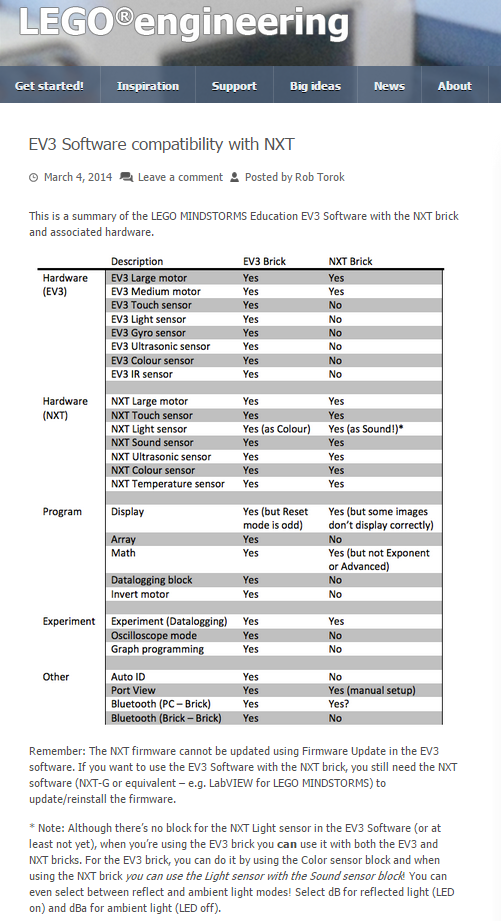 LEGO®engineering
Get started! Inspiration Support Big ideas News About
EV3 Software compatibility with NXT
March 4, 2014 Leave a comment Posted by Rob Torok
This is a summary of the LEGO MINDSTORMS Education EV3 Software with the NXT brick
and associated hardware.
Description EV3 Brick NXT Brick
Hardware EV3 Large motor Yes Yes
(EV3) EV3 Medium motor Yes Yes
EV3 Touch sensor Yes No
EV3 Light sensor Yes No
EV3 Gyro sensor Yes No
EV3 Ultrasonic sensor Yes No
EV3 Colour sensor Yes No
EV3 IR sensor Yes No
Hardware NXT Large motor Yes Yes
(NXT) NXT Touch sensor Yes Yes
NXT Light sensor Yes (as Colour) Yes (as Sound!)*
NXT Sound sensor Yes Yes
NXT Ultrasonic sensor Yes Yes
NXT Colour sensor Yes Yes
NXT Temperature sensor Yes Yes
Program Display Yes (but Reset Yes (but some images
mode is odd) don't display correctly)
Array Yes No
Math Yes Yes (but not Exponent
or Advanced)
Datalogging block Yes No
Invert motor Yes No
Experiment Experiment (Datalogging) Yes Yes
Oscilloscope mode Yes No
Graph programming Yes No
Other Auto ID Yes No
Port View Yes Yes (manual setup)
Bluetooth (PC – Brick) Yes Yes?
Bluetooth (Brick – Brick) Yes No
Remember: The NXT firmware cannot be updated using Firmware Update in the EV3
software. If you want to use the EV3 Software with the NXT brick, you still need the NXT
software (NXT-G or equivalent – e.g. LabVIEW for LEGO MINDSTORMS) to
update/reinstall the firmware.
* Note: Although there's no block for the NXT Light sensor in the EV3 Software (or at
least not yet), when you're using the EV3 brick you can use it with both the EV3 and
NXT bricks. For the EV3 brick, you can do it by using the Color sensor block and when
using the NXT brick you can use the Light sensor with the Sound sensor block! You can
even select between reflect and ambient light modes! Select dB for reflected light (LED
on) and dBa for ambient light (LED off).